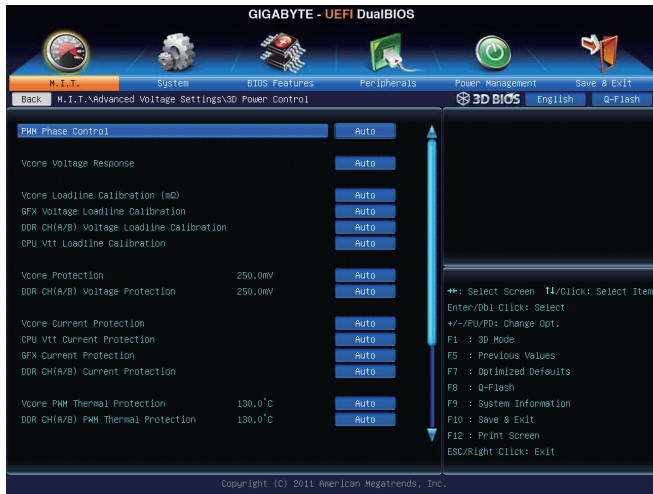 GIGABYTE - UEFI DualBIOS
M.I.T. System BIOS Features Peripherals Power Management Save & Exit
Back M.I.T.\Advanced Voltage Settings\3D Power Control 3D BIOS English Q-Flash
PWM Phase Control Auto
Vcore Voltage Response Auto
Vcore Loadline Calibration (mΩ) Auto
GFX Voltage Loadline Calibration Auto
DDR CH(A/B) Voltage Loadline Calibration Auto
CPU Vtt Loadline Calibration Auto
Vcore Protection 250.0mV Auto
DDR CH(A/B) Voltage Protection 250.0mV Auto
Vcore Current Protection Auto
CPU Vtt Current Protection Auto
GFX Current Protection Auto
DDR CH(A/B) Current Protection Auto
Vcore PWM Thermal Protection 130.0°C Auto
DDR CH(A/B) PWM Thermal Protection 130.0°C Auto
→←: Select Screen ↑↓/Click: Select Item
Enter/Dbl Click: Select
+/-/PU/PD: Change Opt.
F1 : 3D Mode
F5 : Previous Values
F7 : Optimized Defaults
F8 : Q-Flash
F9 : System Information
F10 : Save & Exit
F12 : Print Screen
ESC/Right Click: Exit
Copyright (C) 2011 American Megatrends, Inc.